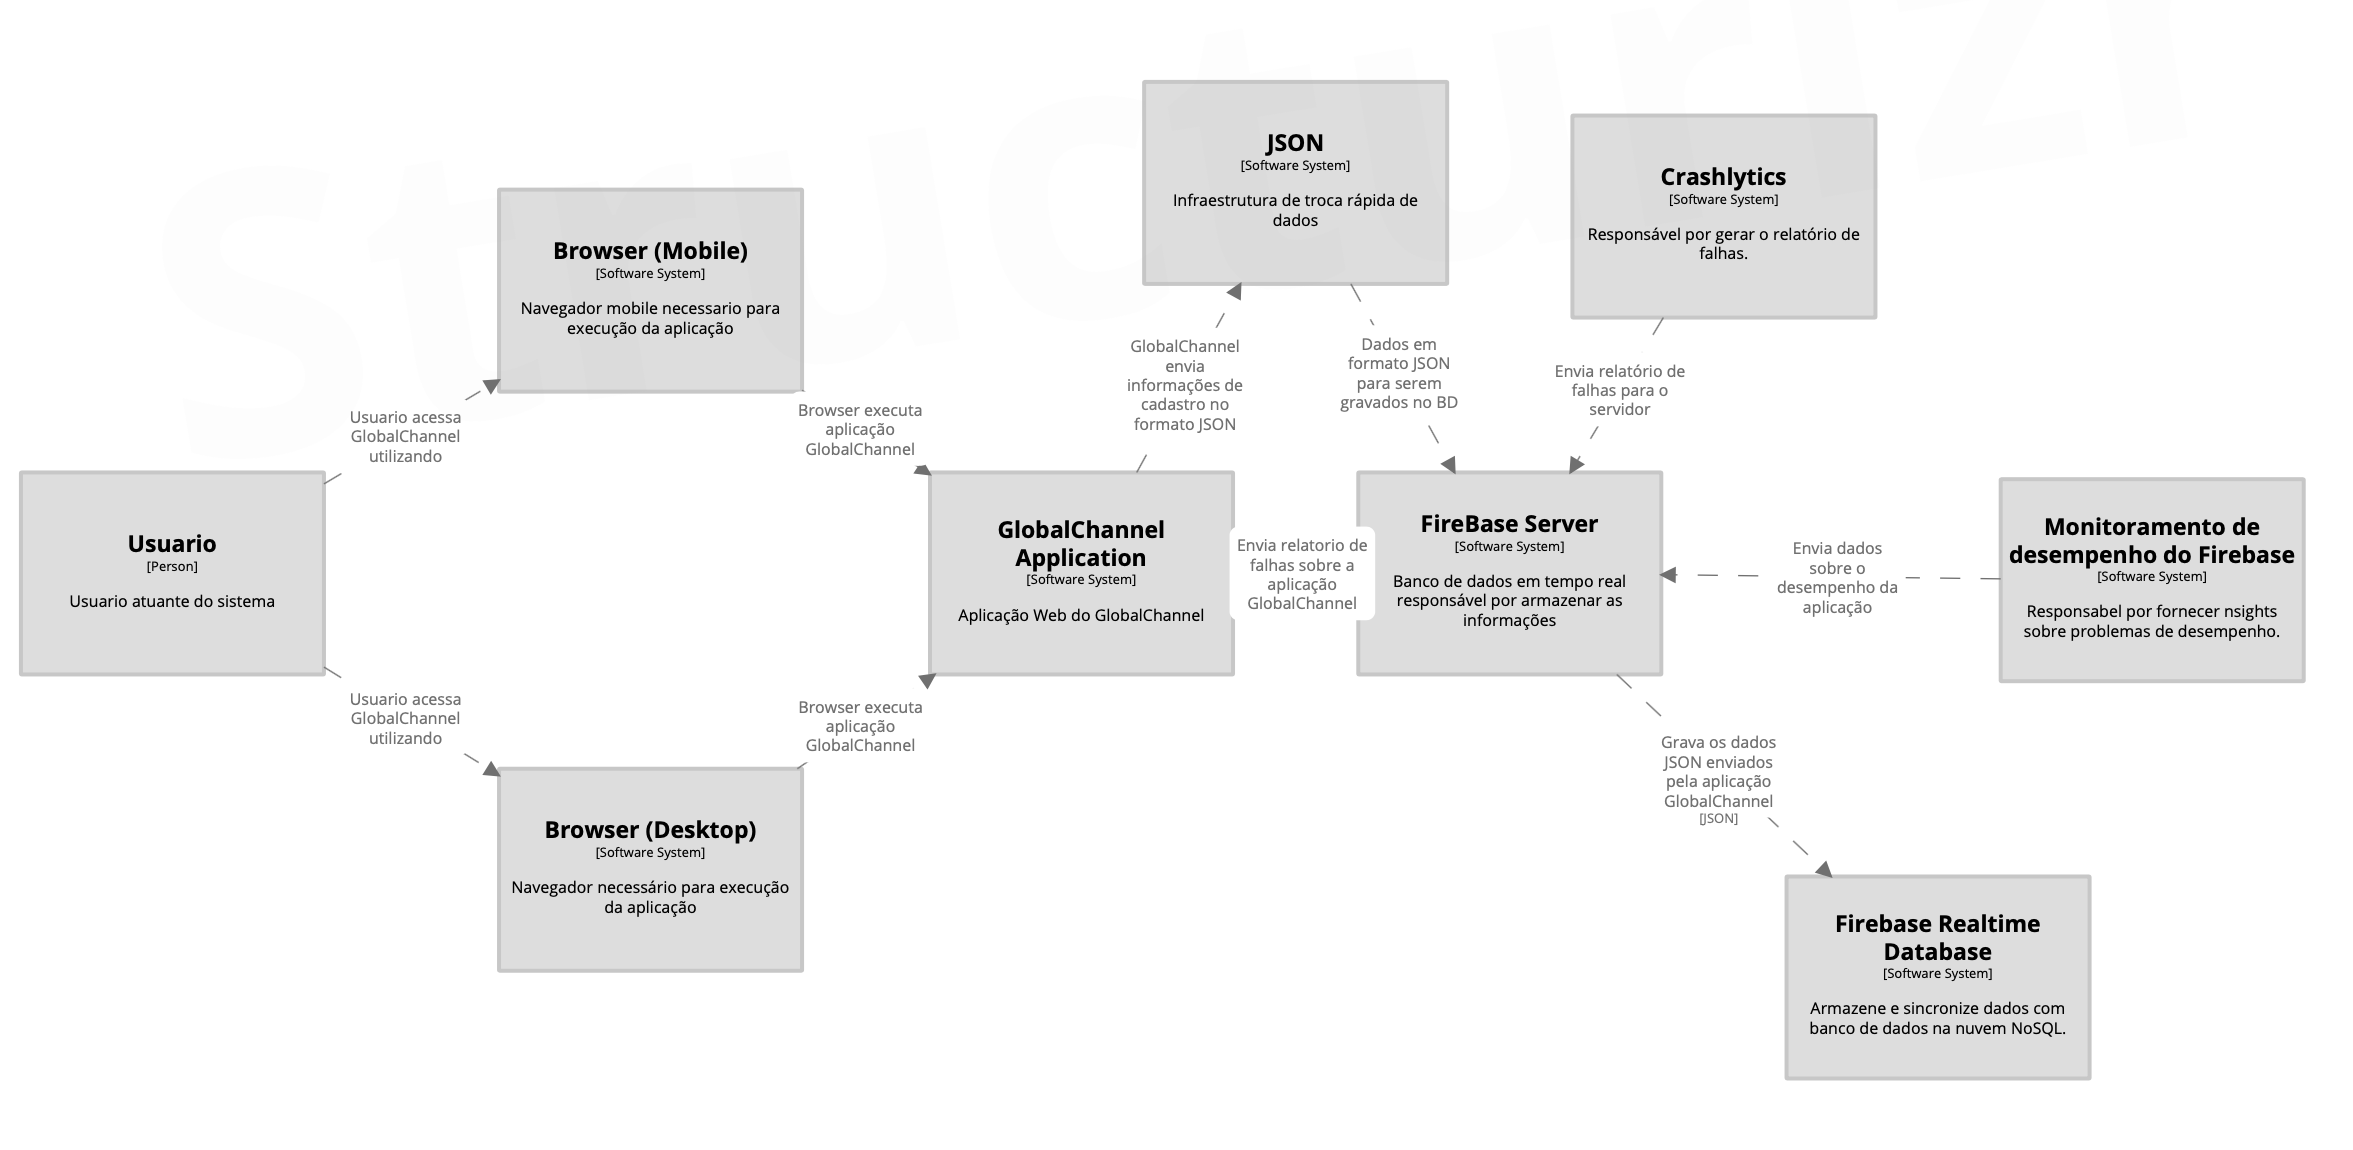 Structurizr
JSON
[Software System]
Infraestrutura de troca rápida de
dados
Crashlytics
[Software System]
Responsável por gerar o relatório de
falhas.
Browser (Mobile)
[Software System]
Navegador mobile necessario para
execução da aplicação
GlobalChannel
envia
informações de
cadastro no
formato JSON
Dados em
formato JSON
para serem
gravados no BD
Envia relatório de
falhas para o
servidor
Usuario acessa
GlobalChannel
utilizando
Browser executa
aplicação
GlobalChannel
Usuario
[Person]
Usuario atuante do sistema
GlobalChannel
Application
[Software System]
Aplicação Web do GlobalChannel
Envia relatorio de
falhas sobre a
aplicação
GlobalChannel
FireBase Server
[Software System]
Banco de dados em tempo real
responsável por armazenar as
informações
Envia dados
sobre o
desempenho da
aplicação
Monitoramento de
desempenho do Firebase
[Software System]
Responsabel por fornecer nsights
sobre problemas de desempenho.
Usuario acessa
GlobalChannel
utilizando
Browser executa
aplicação
GlobalChannel
Grava os dados
JSON enviados
pela aplicação
GlobalChannel
[JSON]
Browser (Desktop)
[Software System]
Navegador necessário para execução
da aplicação
Firebase Realtime
Database
[Software System]
Armazene e sincronize dados com
banco de dados na nuvem NoSQL.